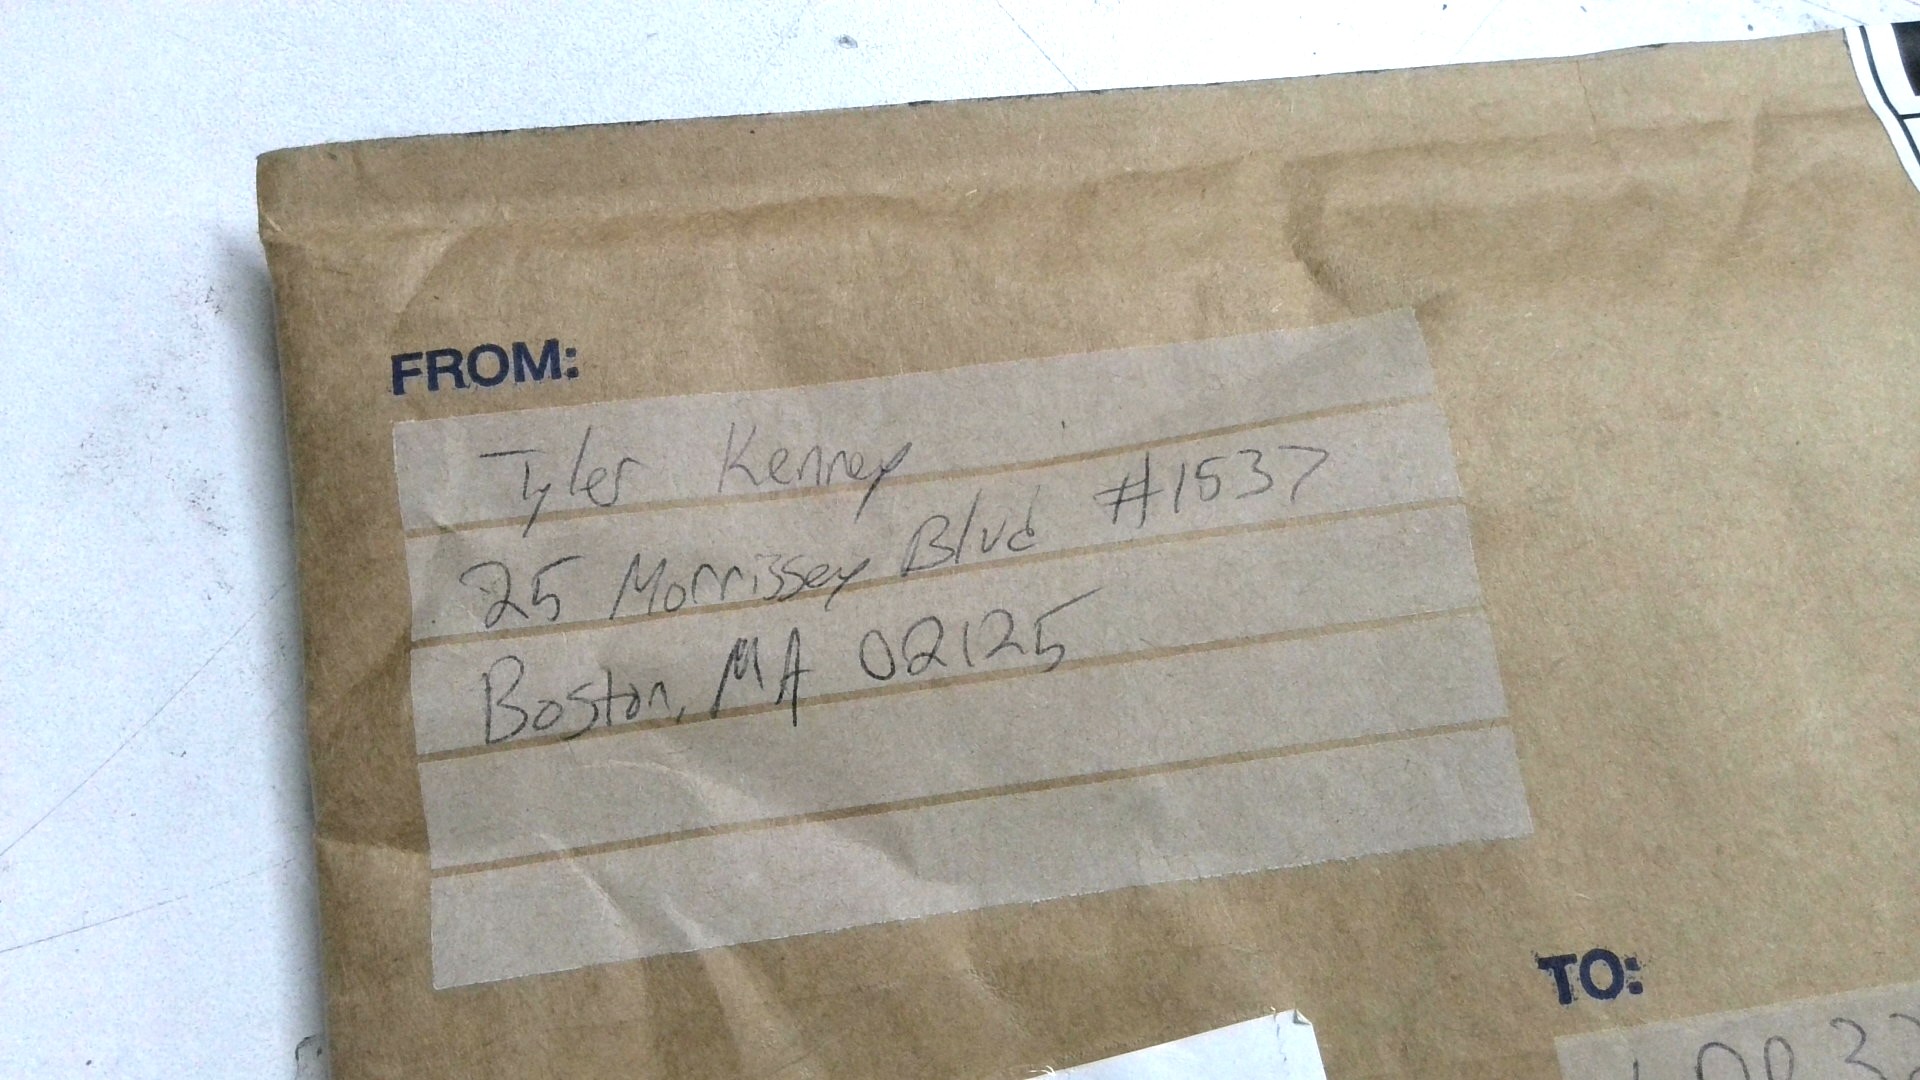 FROM:
Tyler Kenney
25 Morrissey Blvd #1537
Boston, MA 02125
TO: